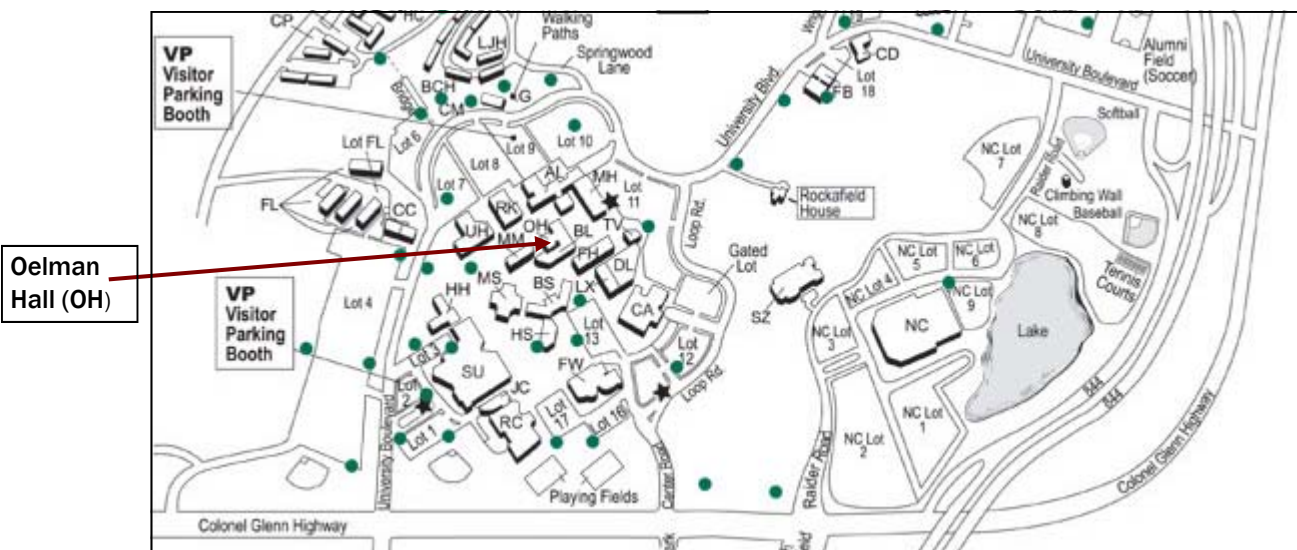 CP
HC
Walking
Paths
LJH
Springwood
Lane
VP
Visitor
Parking
Booth
BCH
CM
IG
Bridge
Lot 6
Lot FL
Lot 9
Lot 10
Lot 8
Lot 7
AL
MH
Lot
11
FL
CC
RK
UH
OH
MM
BL
TV
FH
DL
Loop Rd.
Gated
Lot
University Blvd.
CD
Lot
18
FB
University Boulevard
Alumni
Field
(Soccer)
Softball
NC Lot
7
Raider Road
Climbing Wall
Baseball
NC Lot
8
Tennis
Courts
Rockafield
House
NC Lot
5
NC Lot
6
NC Lot 4
NC Lot
9
NC
NC Lot
3
Lake
SZ
Oelman
Hall (OH)
VP
Visitor
Parking
Booth
Lot 4
HH
MS
BS
LX
HS
CA
Lot
13
Lot
12
Loop Rd.
Lot 3
SU
FW
Lot
2
JC
RC
Lot 1
Lot
17
Lot 16
NC Lot
1
NC Lot
2
844
844
Colonel Glenn Highway
University Boulevard
Center Road
Raider Road
Playing Fields
Colonel Glenn Highway